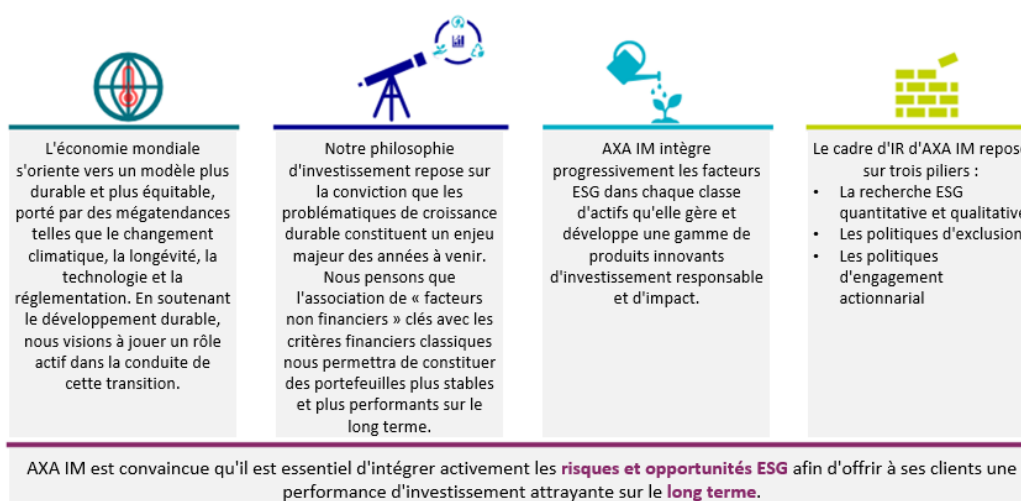 L'économie mondiale
s'oriente vers un modèle plus
durable et plus équitable,
porté par des mégatendances
telles que le changement
climatique, la longévité, la
technologie et la
réglementation. En soutenant
le développement durable,
nous visions à jouer un rôle
actif dans la conduite de
cette transition.
Notre philosophie
d'investissement repose sur
la conviction que les
problématiques de croissance
durable constituent un enjeu
majeur des années à venir.
Nous pensons que
l'association de « facteurs
non financiers » clés avec les
critères financiers classiques
nous permettra de constituer
des portefeuilles plus stables
et plus performants sur le
long terme.
AXA IM intègre
progressivement les facteurs
ESG dans chaque classe
d'actifs qu'elle gère et
développe une gamme de
produits innovants
d'investissement responsable
et d'impact.
Le cadre d'IR d'AXA IM repose
sur trois piliers :
• La recherche ESG
quantitative et qualitative
• Les politiques d'exclusion
• Les politiques
d'engagement
actionnarial
AXA IM est convaincue qu'il est essentiel d'intégrer activement les risques et opportunités ESG afin d'offrir à ses clients une
performance d'investissement attrayante sur le long terme.